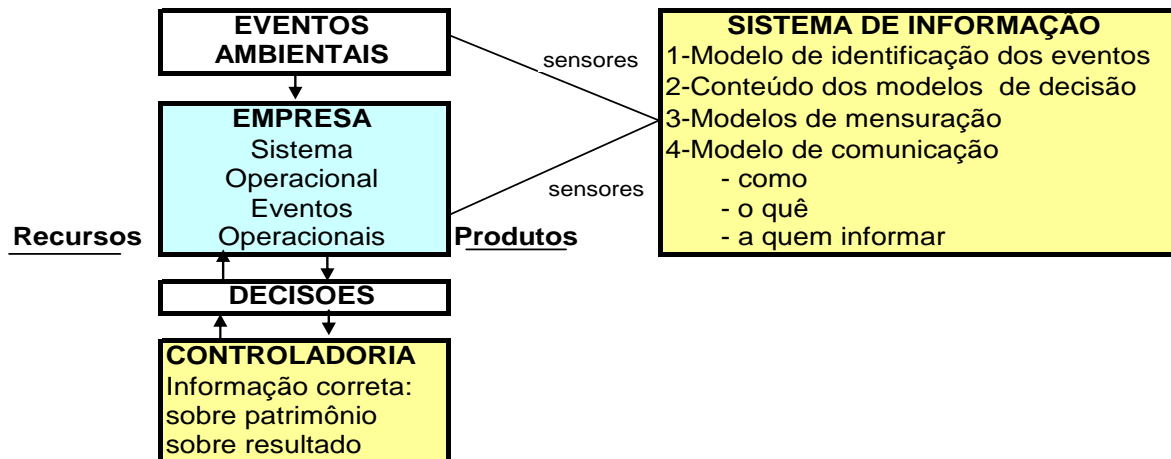 EVENTOS
AMBIENTAIS
sensores
EMPRESA
Sistema
Operacional
Eventos
Operacionais
Recursos
Produtos
sensores
DECISOES
CONTROLADORIA
Informação correta:
sobre patrimônio
sobre resultado
SISTEMA DE INFORMAÇÃO
1-Modelo de identificação dos eventos
2-Conteúdo dos modelos de decisão
3-Modelos de mensuração
4-Modelo de comunicação
- como
- o quê
- a quem informar